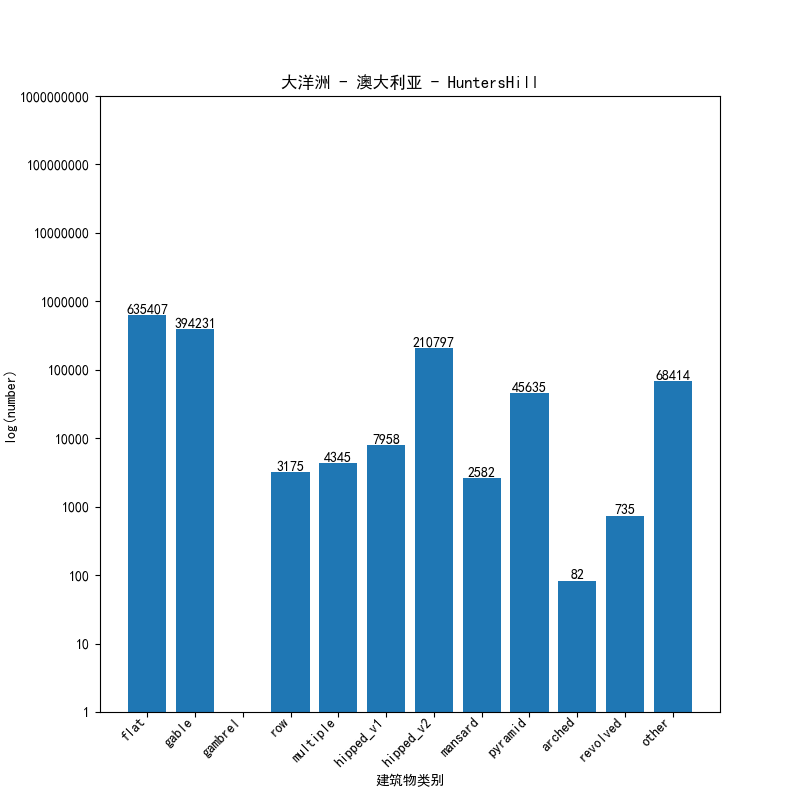 大洋洲 - 澳大利亚 - HuntersHill
1000000000
100000000
10000000
1000000
100000
10000
1000
100
10
1
log(number)
635407
394231
3175
4345
7958
210797
2582
45635
82
735
68414
flat
gable
gambrel
row
multiple
hipped_v1
hipped_v2
mansard
pyramid
arched
revolved
other
建筑物类别